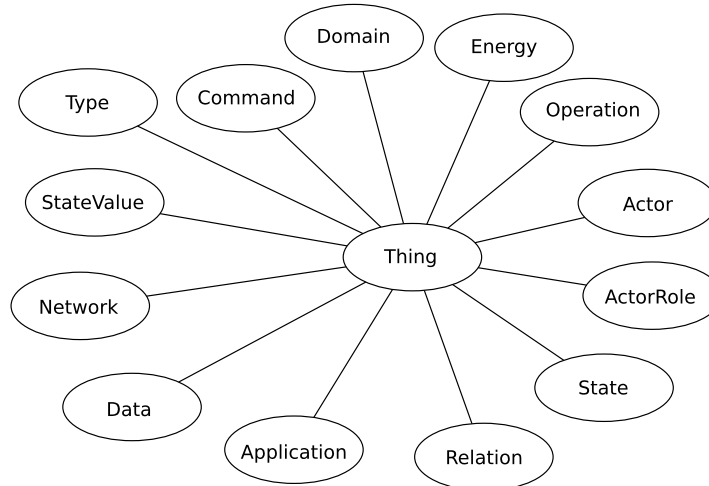 Domain
Energy
Type
Command
Operation
StateValue
Actor
Thing
Network
ActorRole
State
Data
Application
Relation